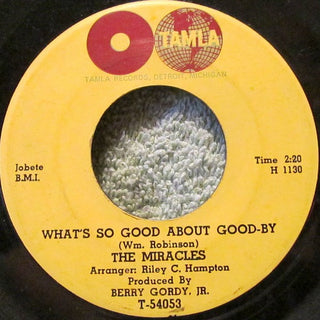 TAMLA
TAMLA RECORDS, DETROIT, MICHIGAN
Jobete
B.M.I.
Time 2:20
H 1130
WHAT'S SO GOOD ABOUT GOOD-BY
(Wm. Robinson)
THE MIRACLES
Arranger: Riley C. Hampton
Produced By
BERRY GORDY, JR.
T-54053